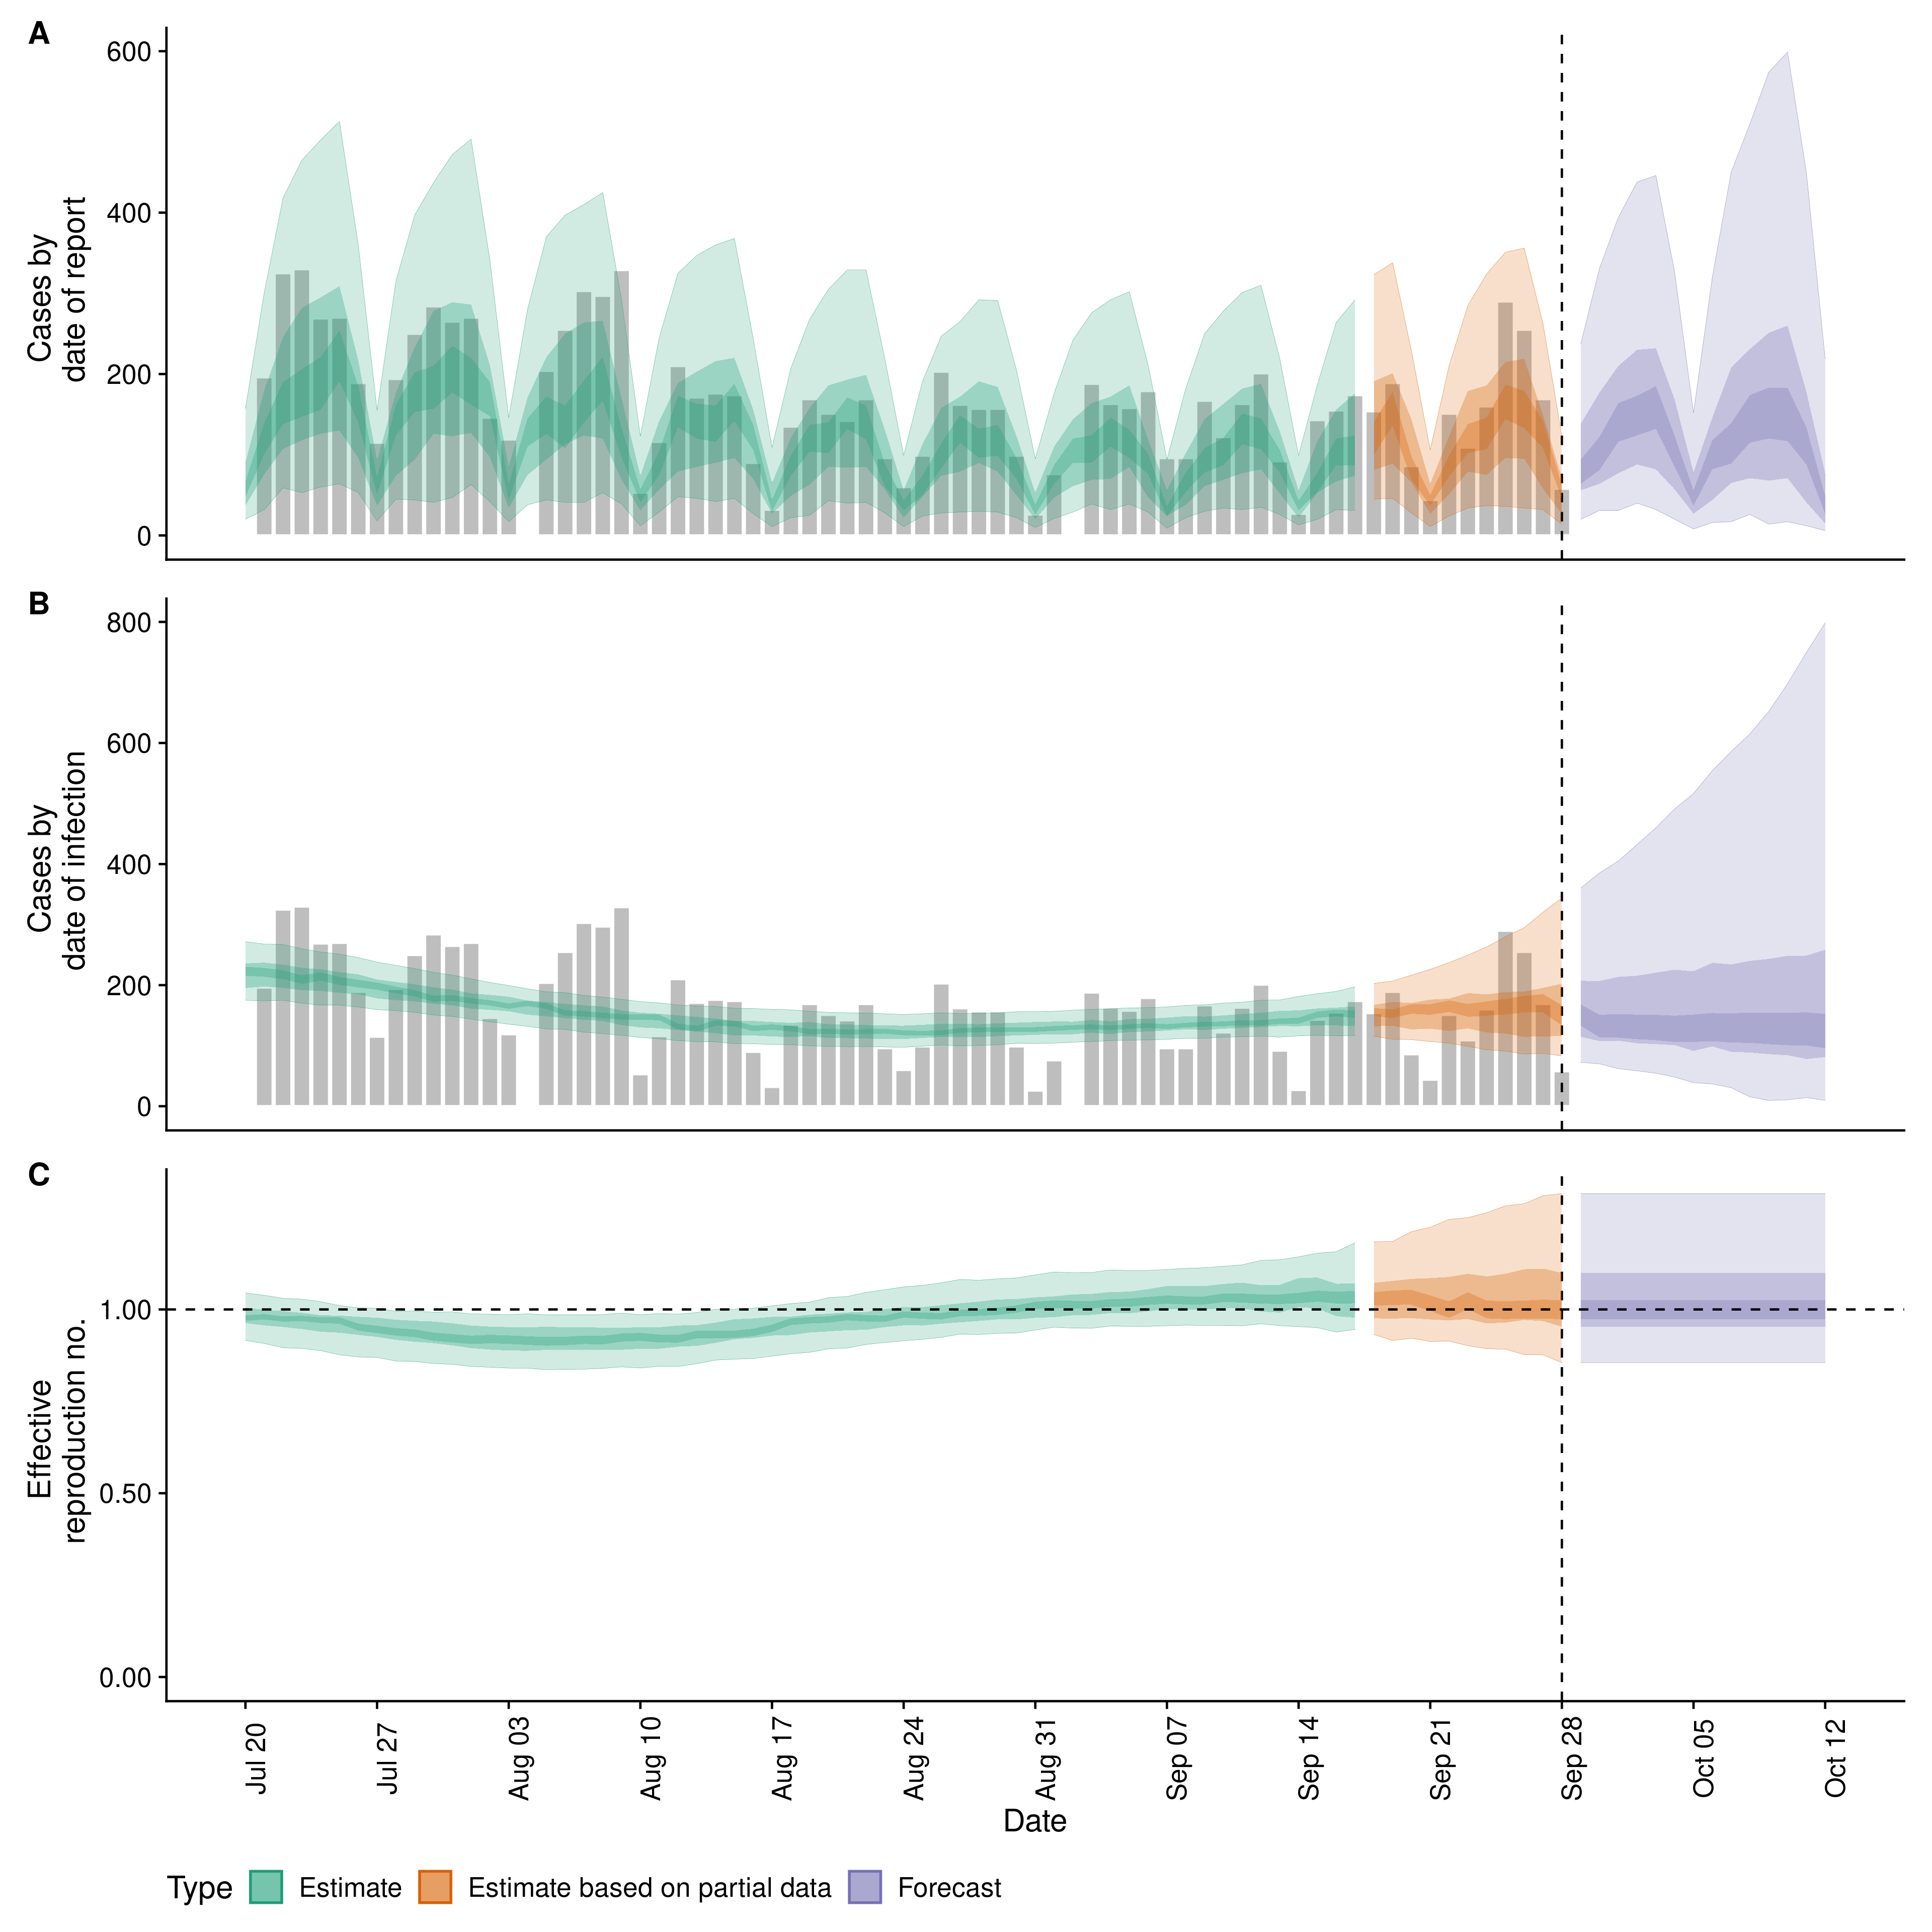 A
600
400
200
0
Cases by
date of report
B
800
600
400
200
0
Cases by
date of infection
C
1.00
0.50
0.00
Effective
reproduction no.
Jul 20
Jul 27
Aug 03
Aug 10
Aug 17
Aug 24
Aug 31
Sep 07
Sep 14
Sep 21
Sep 28
Oct 05
Oct 12
Date
Type Estimate Estimate based on partial data Forecast